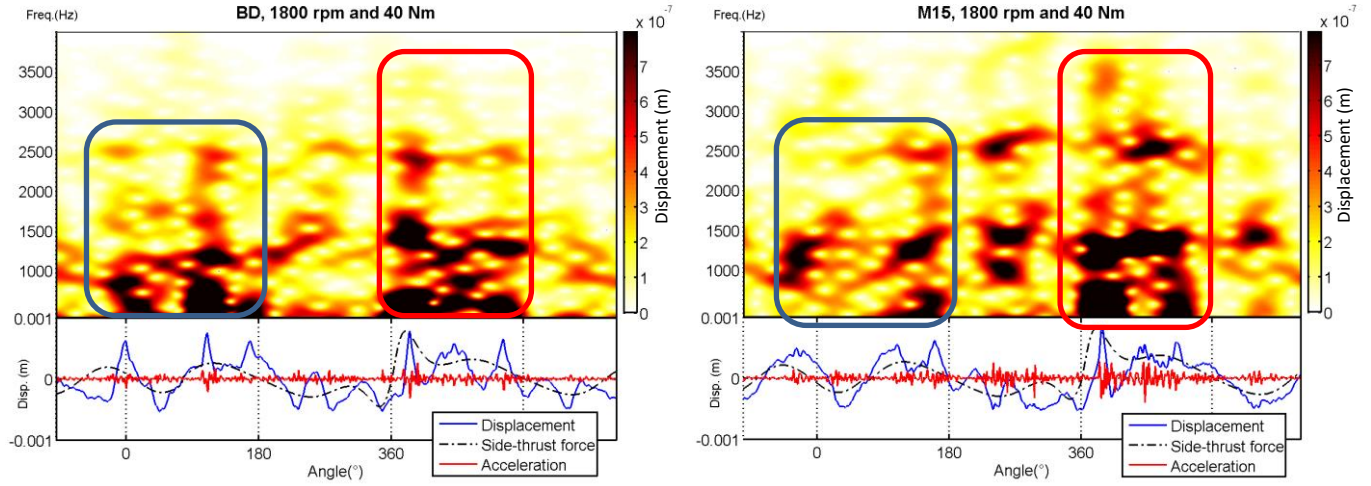 BD, 1800 rpm and 40 Nm
Freq.(Hz)
3500
3000
2500
2000
1500
1000
0.001
0
-0.001
Disp. (m)
0
180
360
Angle(°)
Displacement
Side-thrust force
Acceleration
x 10⁻⁷
7
6
5
4
3
2
1
0
Displacement (m)
M15, 1800 rpm and 40 Nm
Freq.(Hz)
3500
3000
2500
2000
1500
1000
0.001
0
-0.001
Disp. (m)
0
180
360
Angle(°)
Displacement
Side-thrust force
Acceleration
x 10⁻⁷
7
6
5
4
3
2
1
0
Displacement (m)